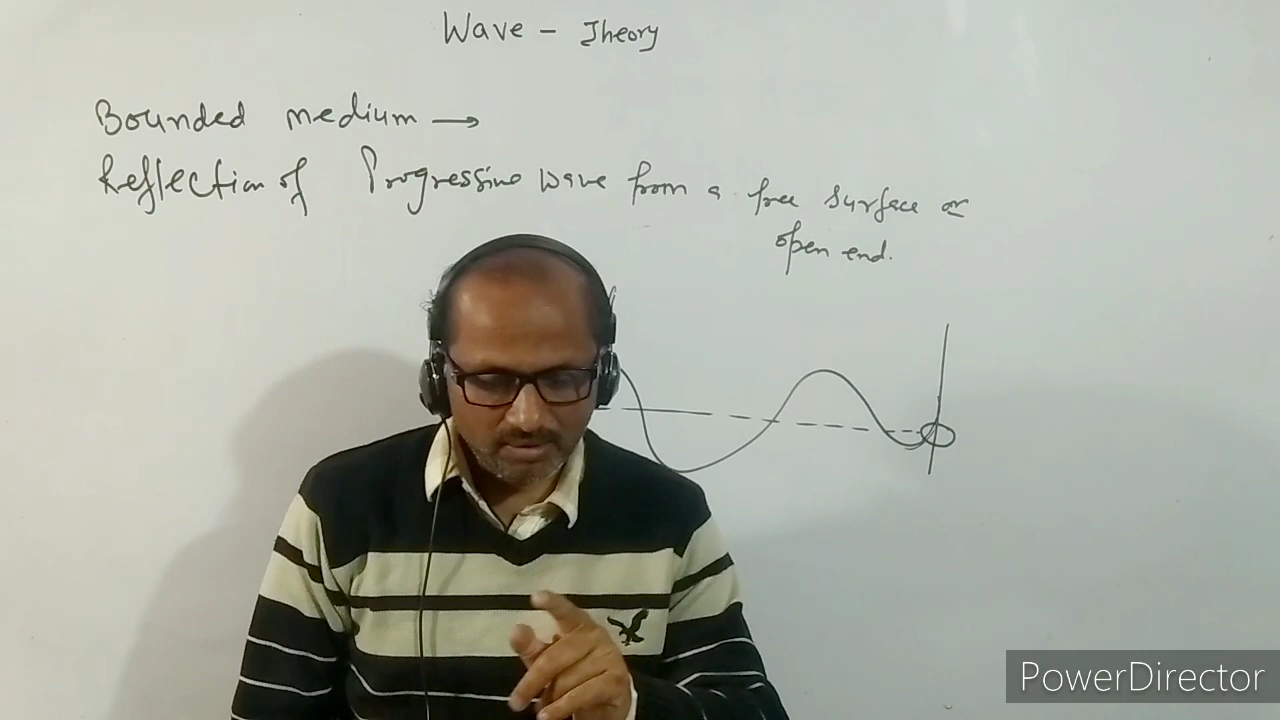 Wave - Theory
Bounded medium →
Reflection of Progressive wave from a free surface or
open end.
PowerDirector